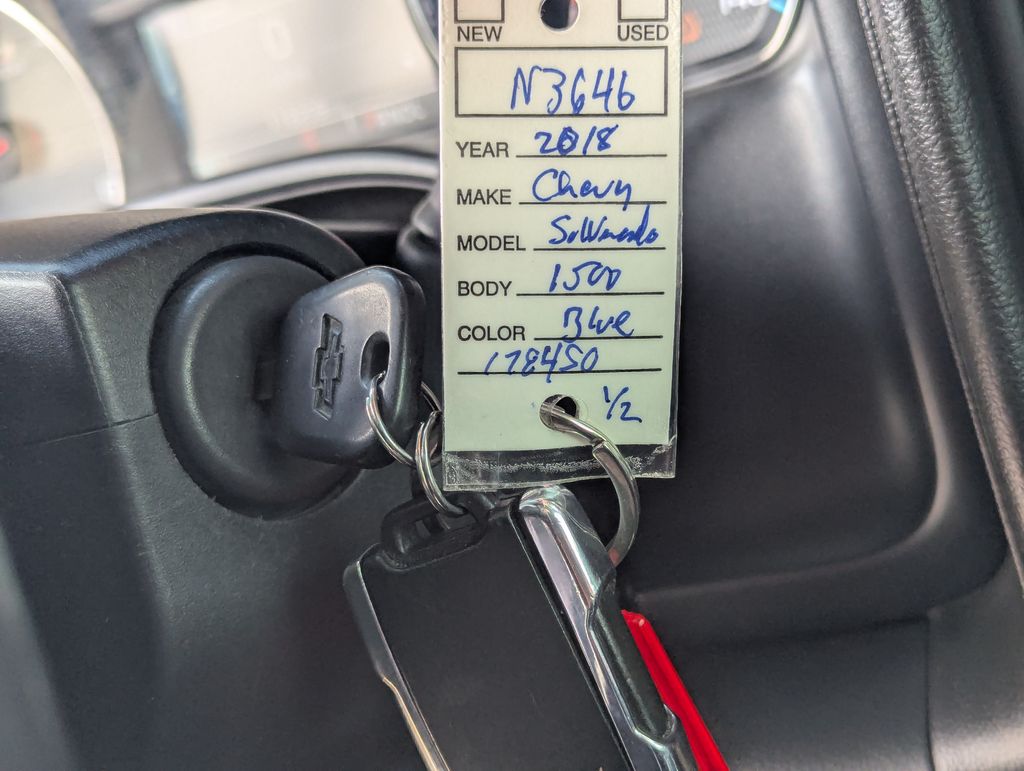 NEW USED
N3646
YEAR 2018
MAKE Chevy
MODEL Silverado
BODY 1500
COLOR Blue
178450
1/2